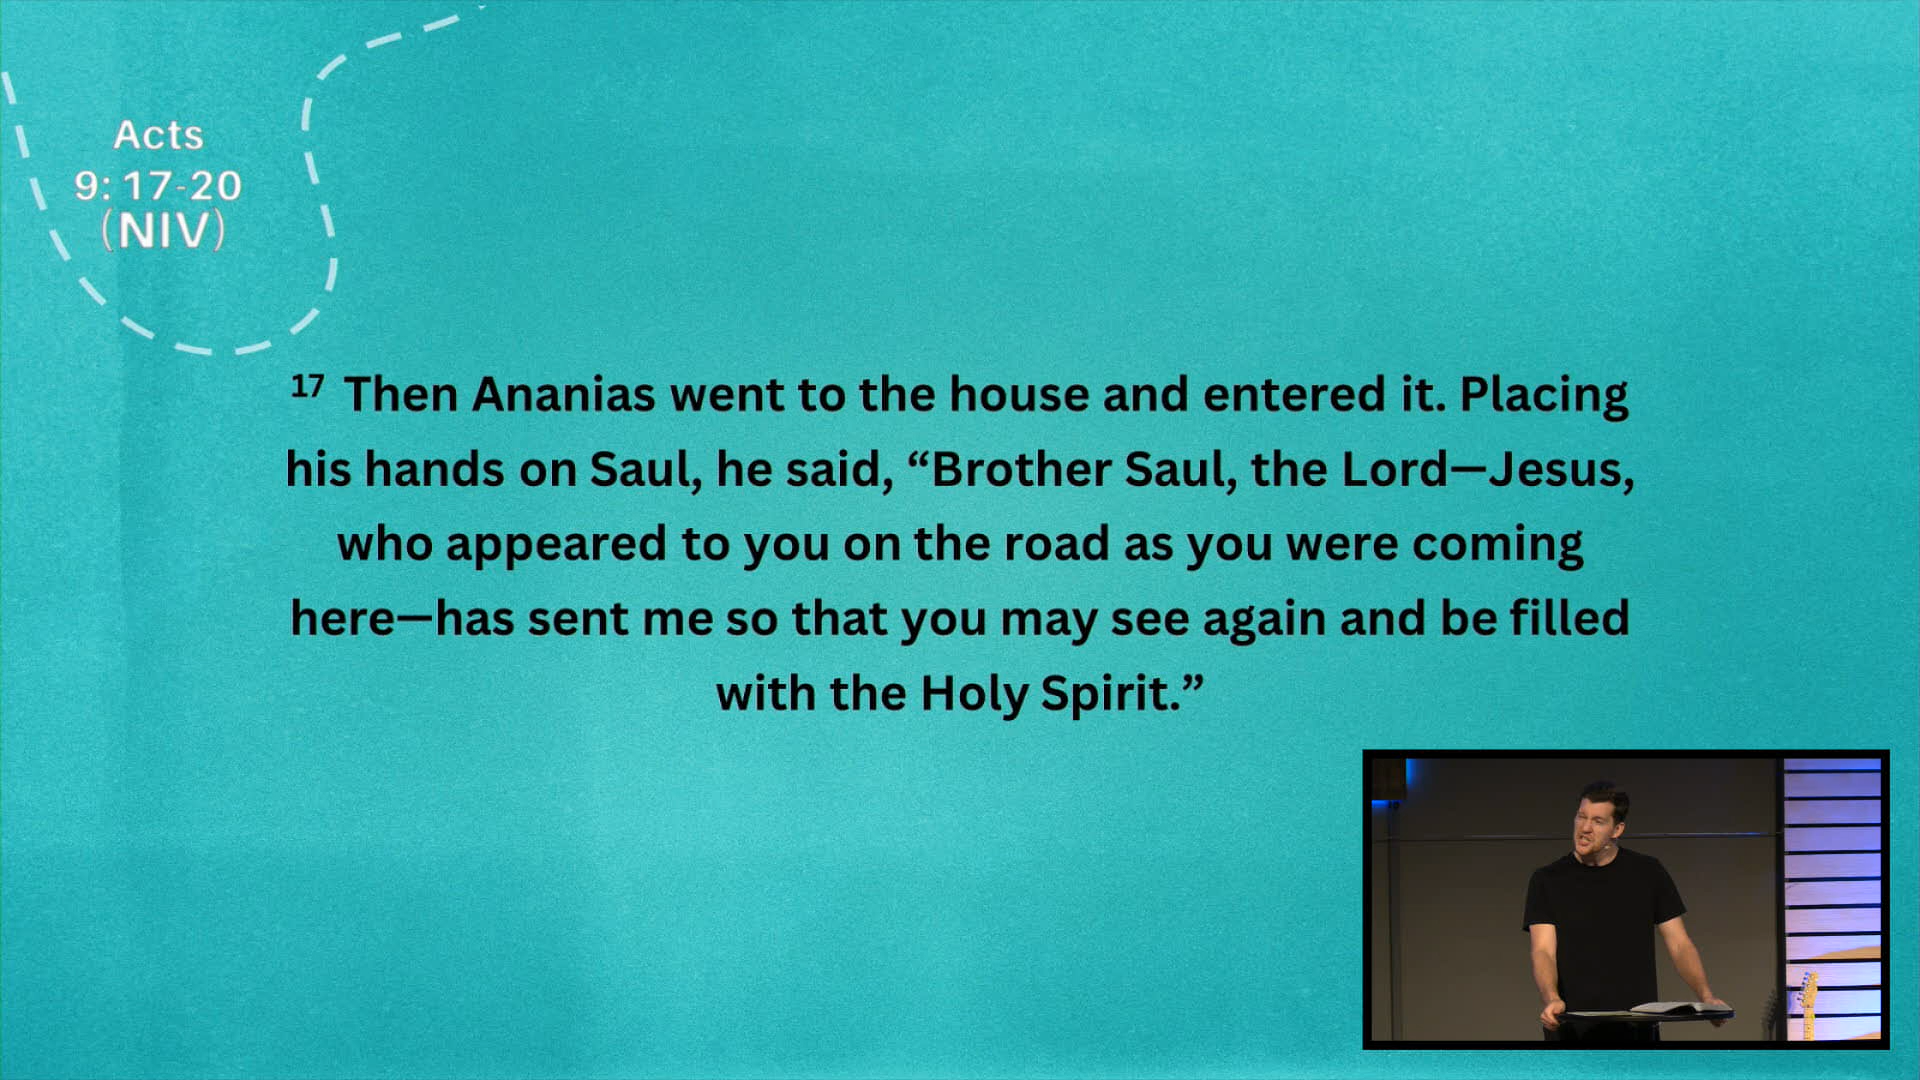 Acts
9: 17-20
(NIV)
17 Then Ananias went to the house and entered it. Placing
his hands on Saul, he said, “Brother Saul, the Lord—Jesus,
who appeared to you on the road as you were coming
here—has sent me so that you may see again and be filled
with the Holy Spirit.”